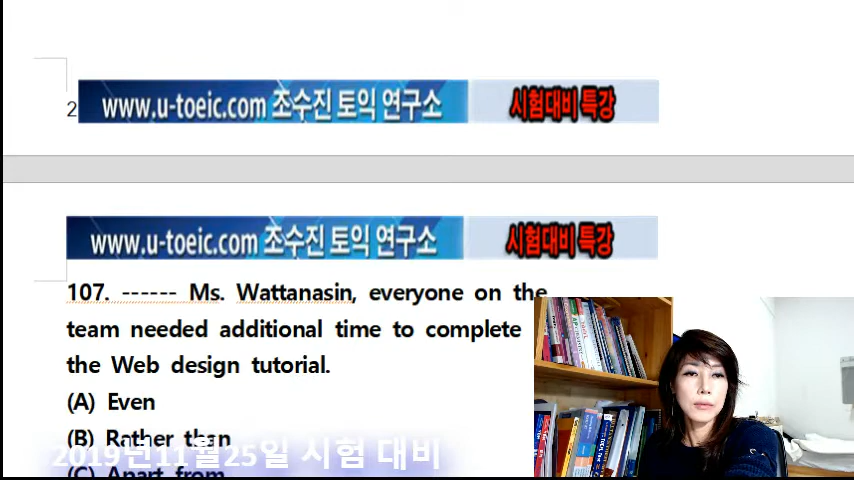 www.u-toeic.com 조수진 토익 연구소 시험대비 특강
2
www.u-toeic.com 조수진 토익 연구소 시험대비 특강
107. ------ Ms. Wattanasin, everyone on the
team needed additional time to complete
the Web design tutorial.
(A) Even
(B) Rather than
(C) Apart from
2019년11월25일 시험 대비